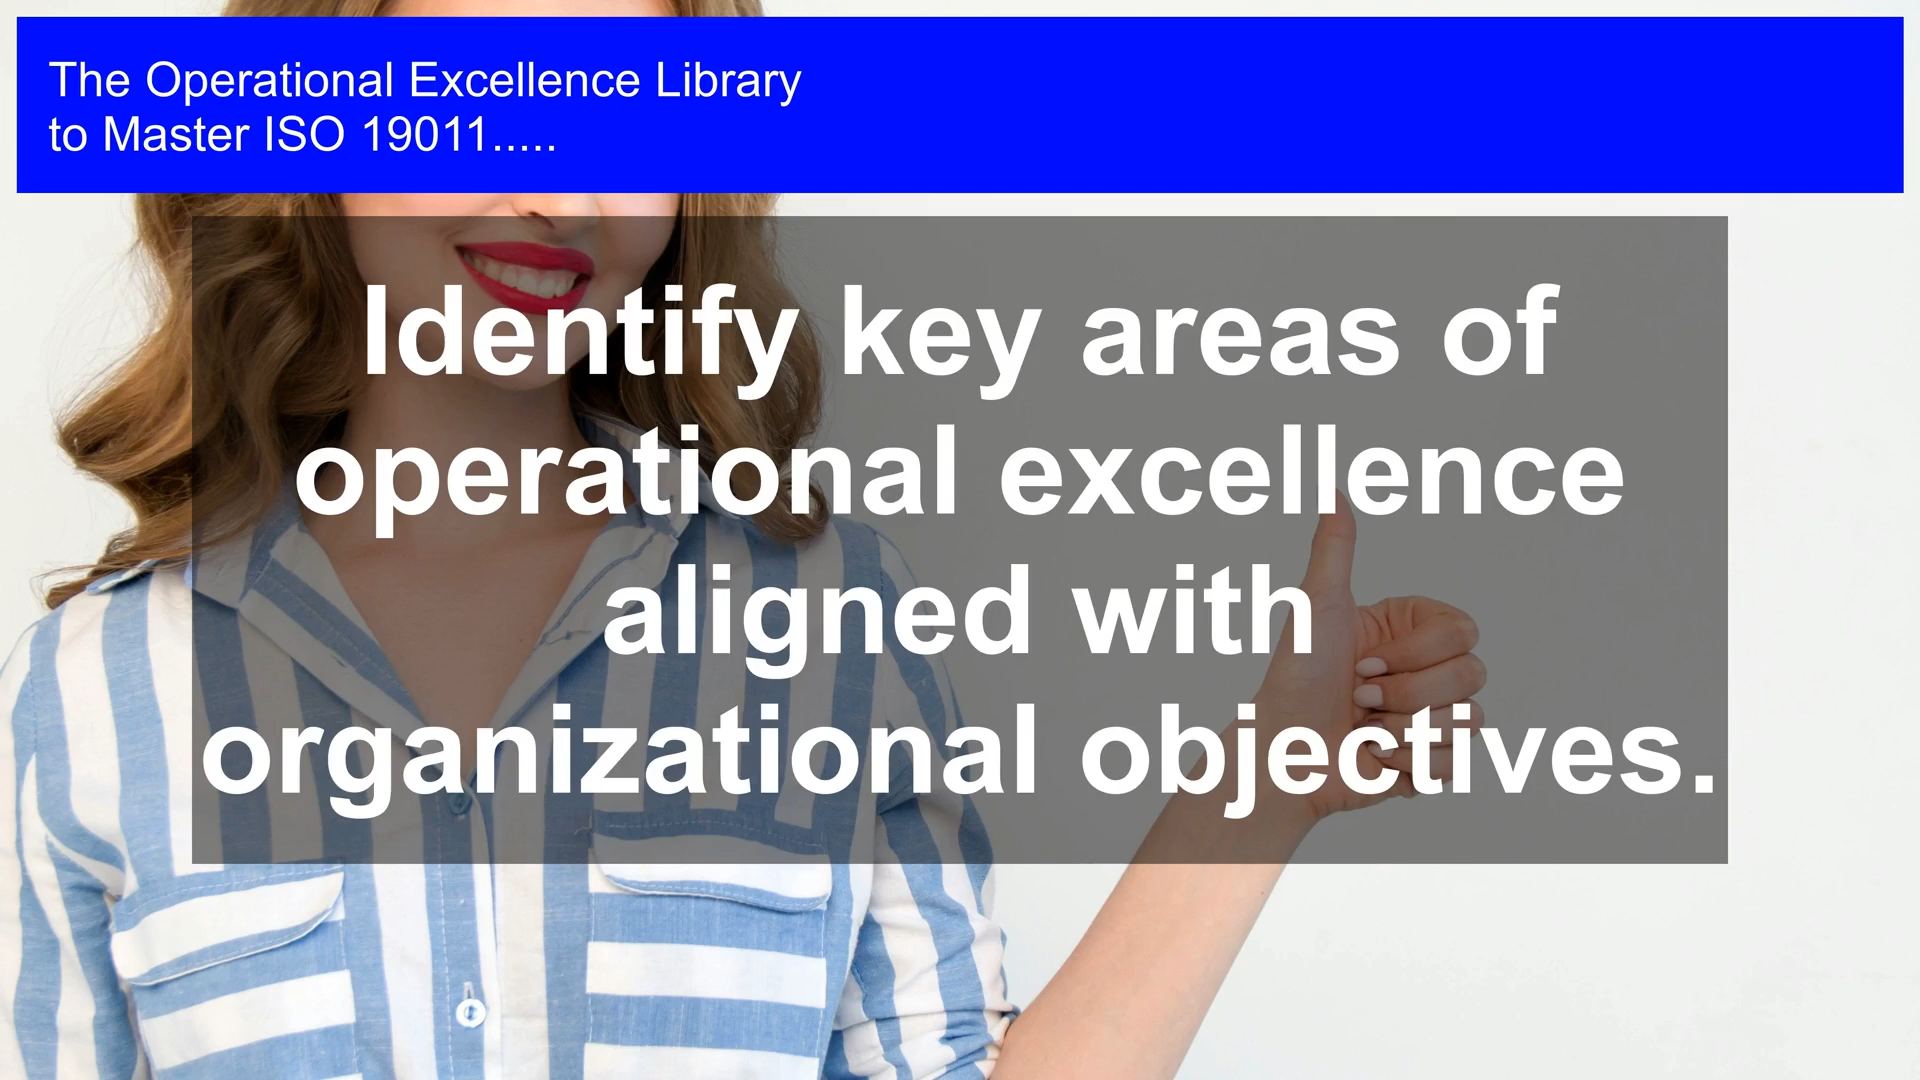 The Operational Excellence Library
to Master ISO 19011.....
Identify key areas of
operational excellence
aligned with
organizational objectives.